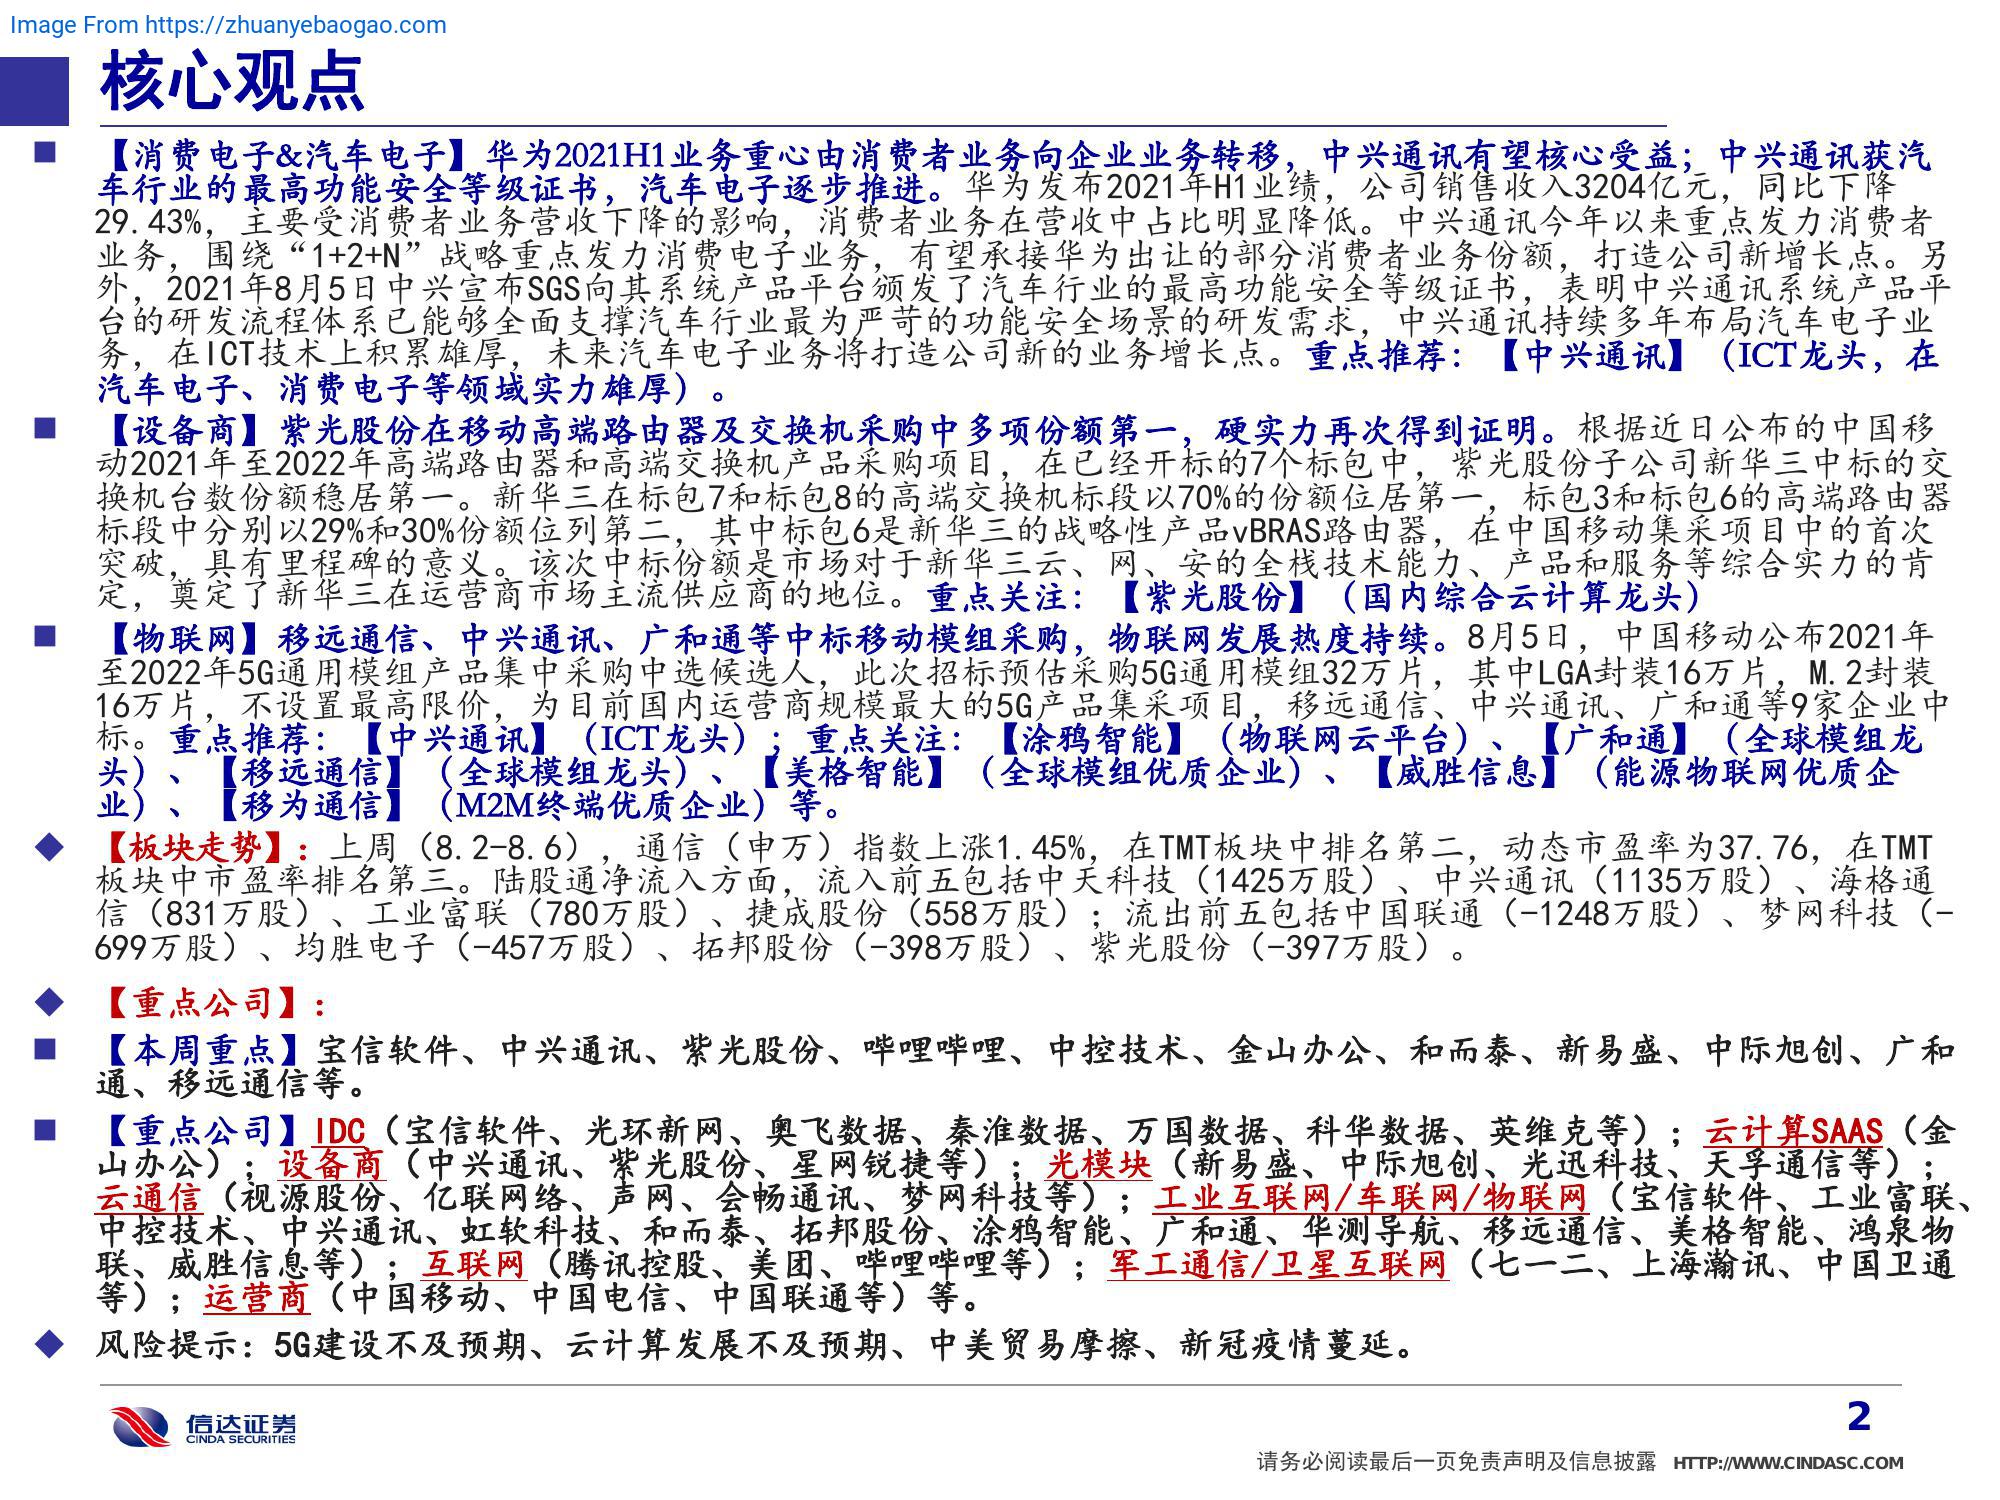 Image From https://zhuanyebaogao.com
核心观点
【消费电子&汽车电子】华为2021H1业务重心由消费者业务向企业业务转移，中兴通讯有望核心受益；中兴通讯获汽
车行业的最高功能安全等级证书，汽车电子逐步推进。华为发布2021年H1业绩，公司销售收入3204亿元，同比下降
29.43%，主要受消费者业务营收下降的影响，消费者业务在营收中占比明显降低。中兴通讯今年以来重点发力消费者
业务，围绕“1+2+N”战略重点发力消费电子业务，有望承接华为出让的部分消费者业务份额，打造公司新增长点。另
外，2021年8月5日中兴宣布SGS向其系统产品平台颁发了汽车行业的最高功能安全等级证书，表明中兴通讯系统产品平
台的研发流程体系已能够全面支撑汽车行业最为严苛的功能安全场景的研发需求，中兴通讯持续多年布局汽车电子业
务，在ICT技术上积累雄厚，未来汽车电子业务将打造公司新的业务增长点。重点推荐：【中兴通讯】（ICT龙头，在
汽车电子、消费电子等领域实力雄厚）。
【设备商】紫光股份在移动高端路由器及交换机采购中多项份额第一，硬实力再次得到证明。根据近日公布的中国移
动2021年至2022年高端路由器和高端交换机产品采购项目，在已经开标的7个标包中，紫光股份子公司新华三中标的交
换机台数份额稳居第一。新华三在标包7和标包8的高端交换机标段以70%的份额位居第一，标包3和标包6的高端路由器
标段中分别以29%和30%份额位列第二，其中标包6是新华三的战略性产品vBRAS路由器，在中国移动集采项目中的首次
突破，具有里程碑的意义。该次中标份额是市场对于新华三云、网、安的全栈技术能力、产品和服务等综合实力的肯
定，奠定了新华三在运营商市场主流供应商的地位。重点关注：【紫光股份】（国内综合云计算龙头）
【物联网】移远通信、中兴通讯、广和通等中标移动模组采购，物联网发展热度持续。8月5日，中国移动公布2021年
至2022年5G通用模组产品集中采购中选候选人，此次招标预估采购5G通用模组32万片，其中LGA封装16万片，M.2封装
16万片，不设置最高限价，为目前国内运营商规模最大的5G产品集采项目，移远通信、中兴通讯、广和通等9家企业中
标。重点推荐：【中兴通讯】（ICT龙头）；重点关注：【涂鸦智能】（物联网云平台）、【广和通】（全球模组龙
头）、【移远通信】（全球模组龙头）、【美格智能】（全球模组优质企业）、【威胜信息】（能源物联网优质企
业）、【移为通信】（M2M终端优质企业）等。
【板块走势】：上周（8.2-8.6），通信（申万）指数上涨1.45%，在TMT板块中排名第二，动态市盈率为37.76，在TMT
板块中市盈率排名第三。陆股通净流入方面，流入前五包括中天科技（1425万股）、中兴通讯（1135万股）、海格通
信（831万股）、工业富联（780万股）、捷成股份（558万股）；流出前五包括中国联通（-1248万股）、梦网科技（-
699万股）、均胜电子（-457万股）、拓邦股份（-398万股）、紫光股份（-397万股）。
【重点公司】：
【本周重点】宝信软件、中兴通讯、紫光股份、哔哩哔哩、中控技术、金山办公、和而泰、新易盛、中际旭创、广和
通、移远通信等。
【重点公司】IDC（宝信软件、光环新网、奥飞数据、秦淮数据、万国数据、科华数据、英维克等）；云计算SAAS（金
山办公）；设备商（中兴通讯、紫光股份、星网锐捷等）；光模块（新易盛、中际旭创、光迅科技、天孚通信等）；
云通信（视源股份、亿联网络、声网、会畅通讯、梦网科技等）；工业互联网/车联网/物联网（宝信软件、工业富联、
中控技术、中兴通讯、虹软科技、和而泰、拓邦股份、涂鸦智能、广和通、华测导航、移远通信、美格智能、鸿泉物
联、威胜信息等）；互联网（腾讯控股、美团、哔哩哔哩等）；军工通信/卫星互联网（七一二、上海瀚讯、中国卫通
等）；运营商（中国移动、中国电信、中国联通等）等。
风险提示：5G建设不及预期、云计算发展不及预期、中美贸易摩擦、新冠疫情蔓延。
信达证券
CINDA SECURITIES
2
请务必阅读最后一页免责声明及信息披露 HTTP://WWW.CINDASC.COM